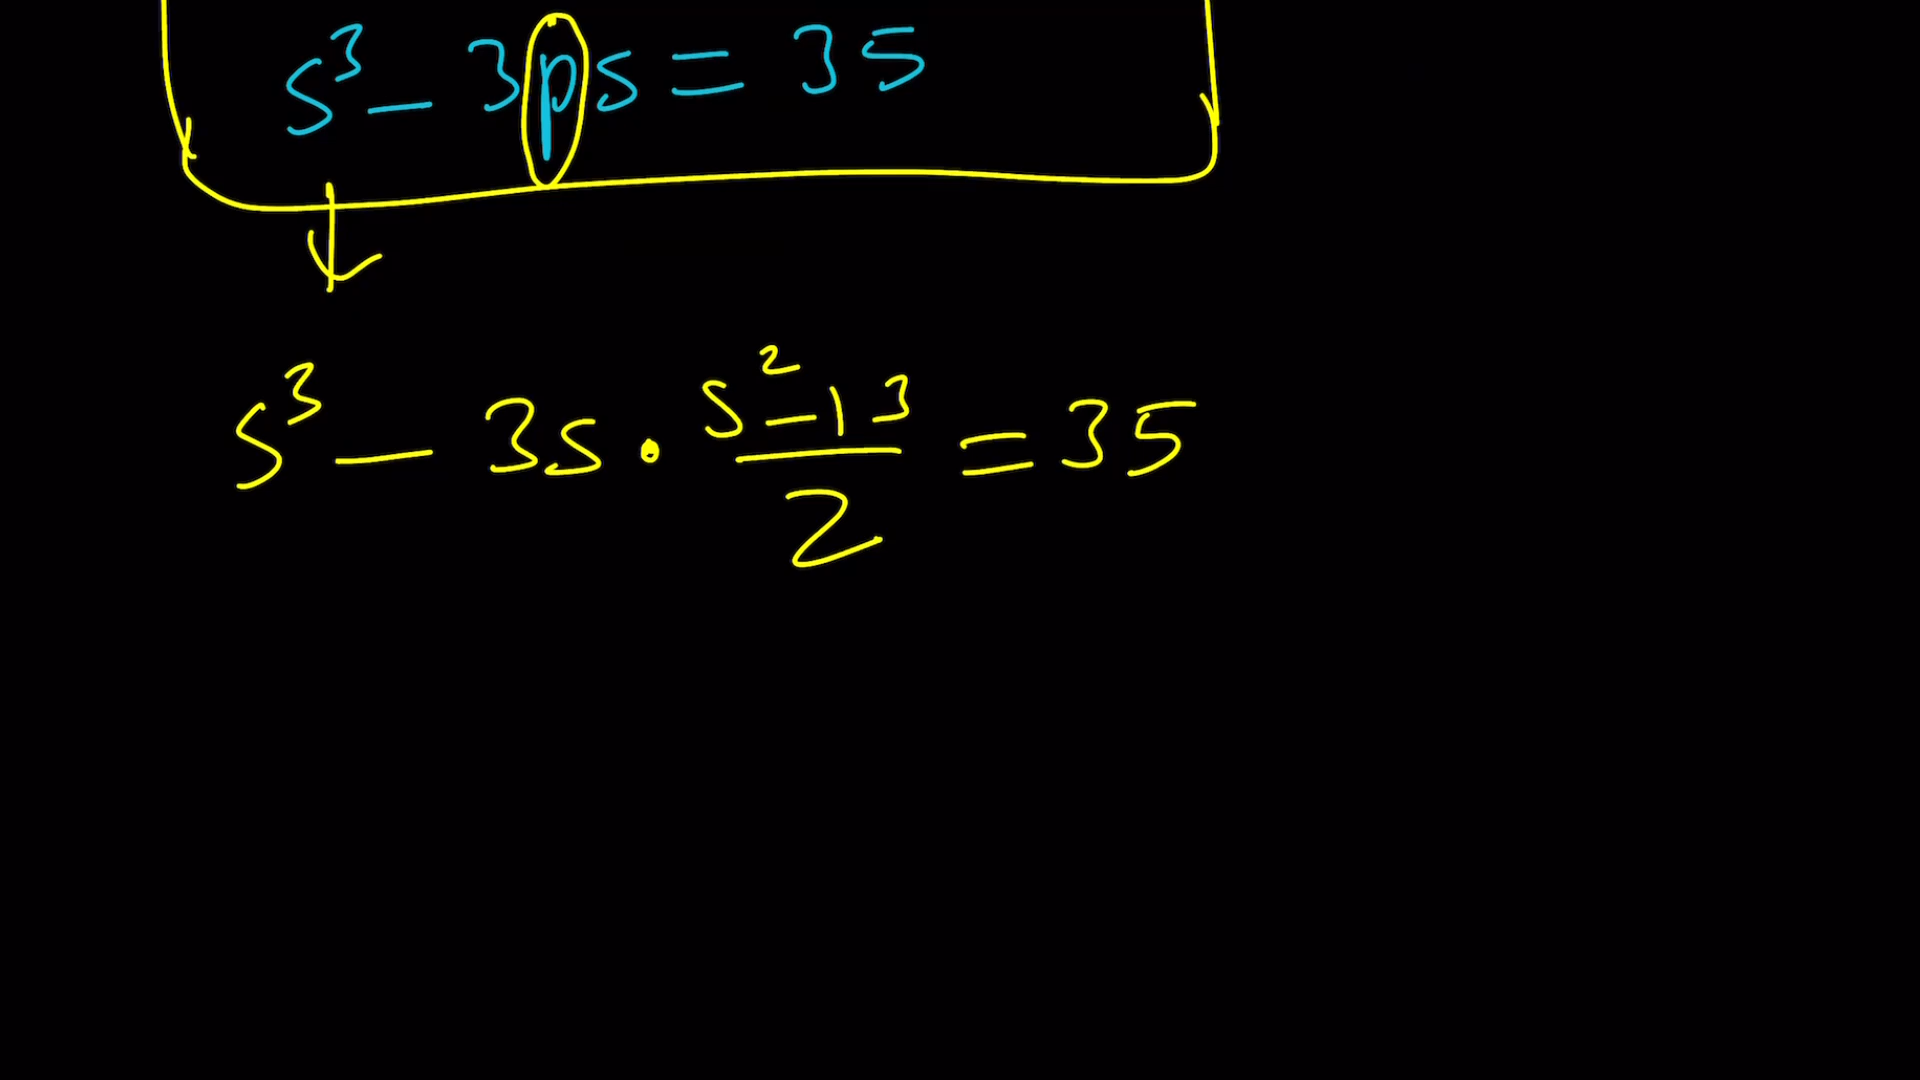 s³ - 3ps = 35
s³ - 3s · (s² - 13)/2 = 35